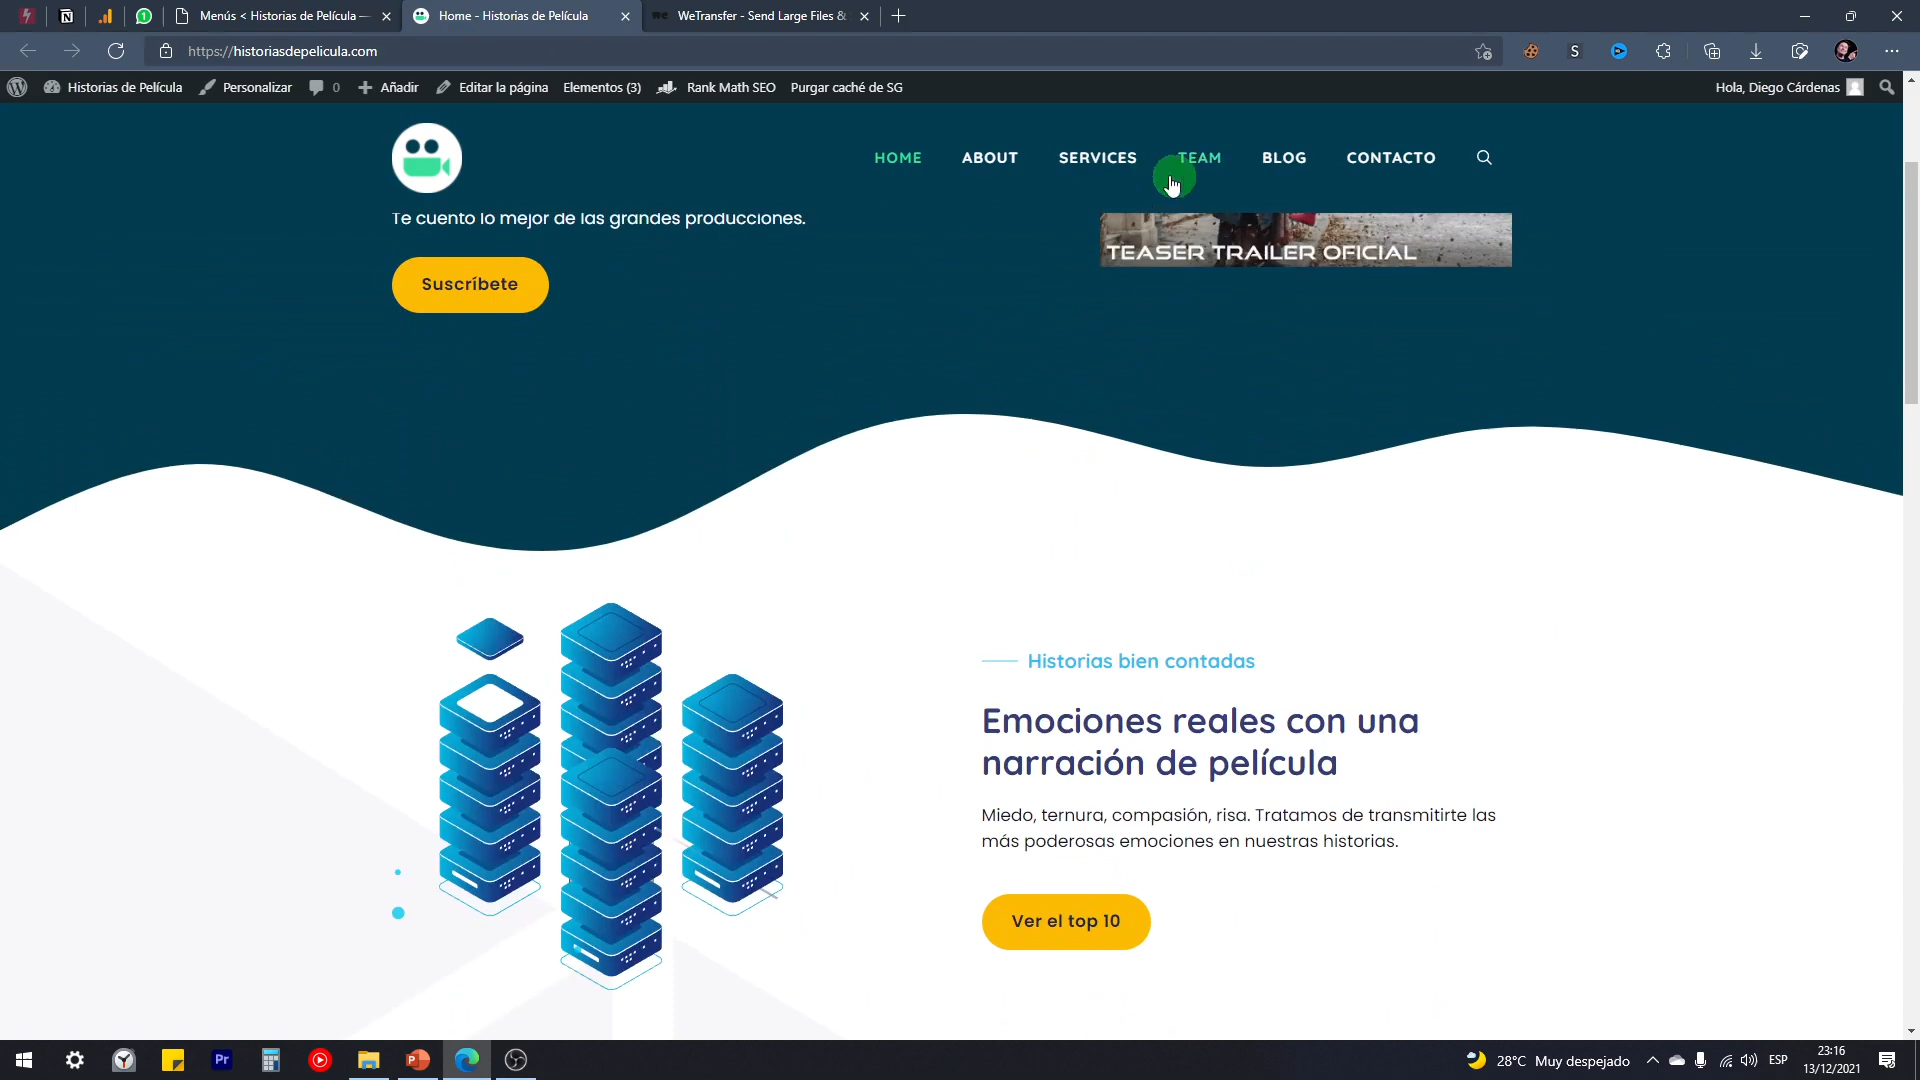 Menús < Historias de Película —
Home - Historias de Película
WeTransfer - Send Large Files &
https://historiasdepelicula.com
S
Historias de Película
Personalizar
0
Añadir
Editar la página
Elementos (3)
Rank Math SEO
Purgar caché de SG
Hola, Diego Cárdenas
HOME
ABOUT
SERVICES
TEAM
BLOG
CONTACTO
Te cuento lo mejor de las grandes producciones.
TEASER TRAILER OFICIAL
Suscríbete
Historias bien contadas
Emociones reales con una
narración de película
Miedo, ternura, compasión, risa. Tratamos de transmitirte las
más poderosas emociones en nuestras historias.
Ver el top 10
Pr
28°C Muy despejado
ESP
23:16
13/12/2021